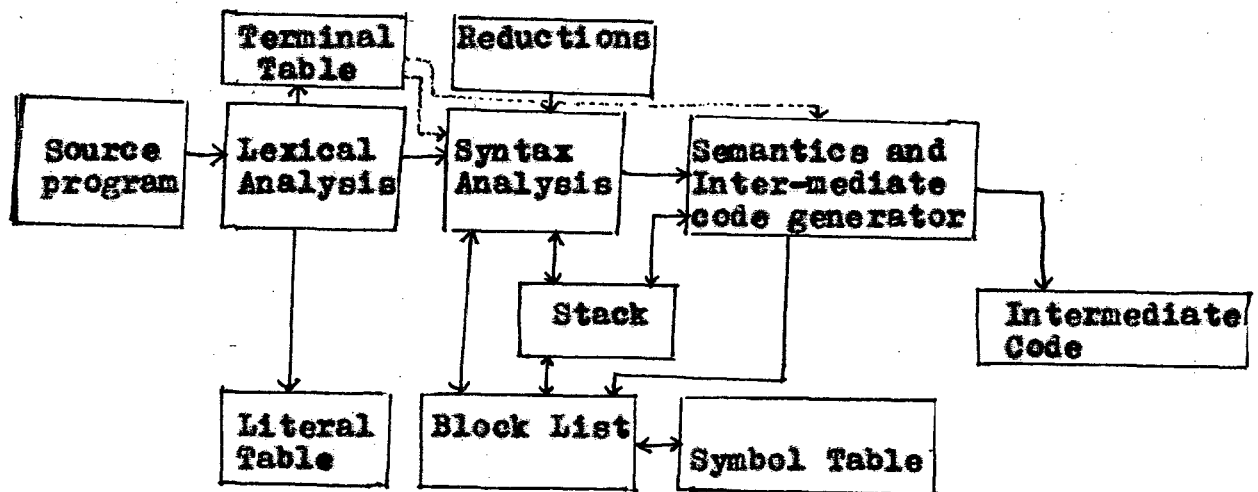 Terminal
Table
Reductions
Source
program
Lexical
Analysis
Syntax
Analysis
Semantics and
Inter-mediate
code generator
Stack
Intermediate
Code
Literal
Table
Block List
Symbol Table